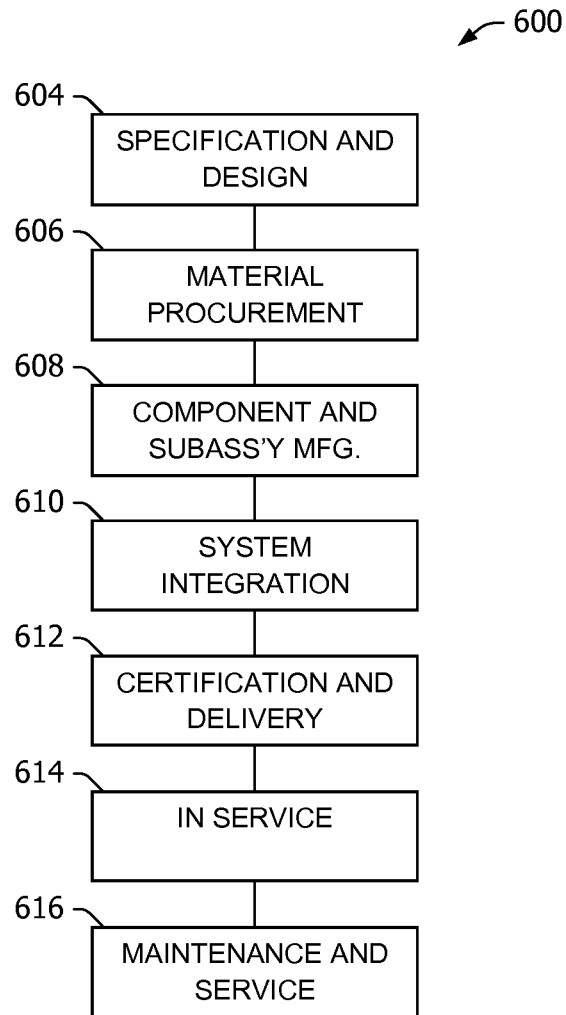 600
604
SPECIFICATION AND
DESIGN
606
MATERIAL
PROCUREMENT
608
COMPONENT AND
SUBASS'Y MFG.
610
SYSTEM
INTEGRATION
612
CERTIFICATION AND
DELIVERY
614
IN SERVICE
616
MAINTENANCE AND
SERVICE